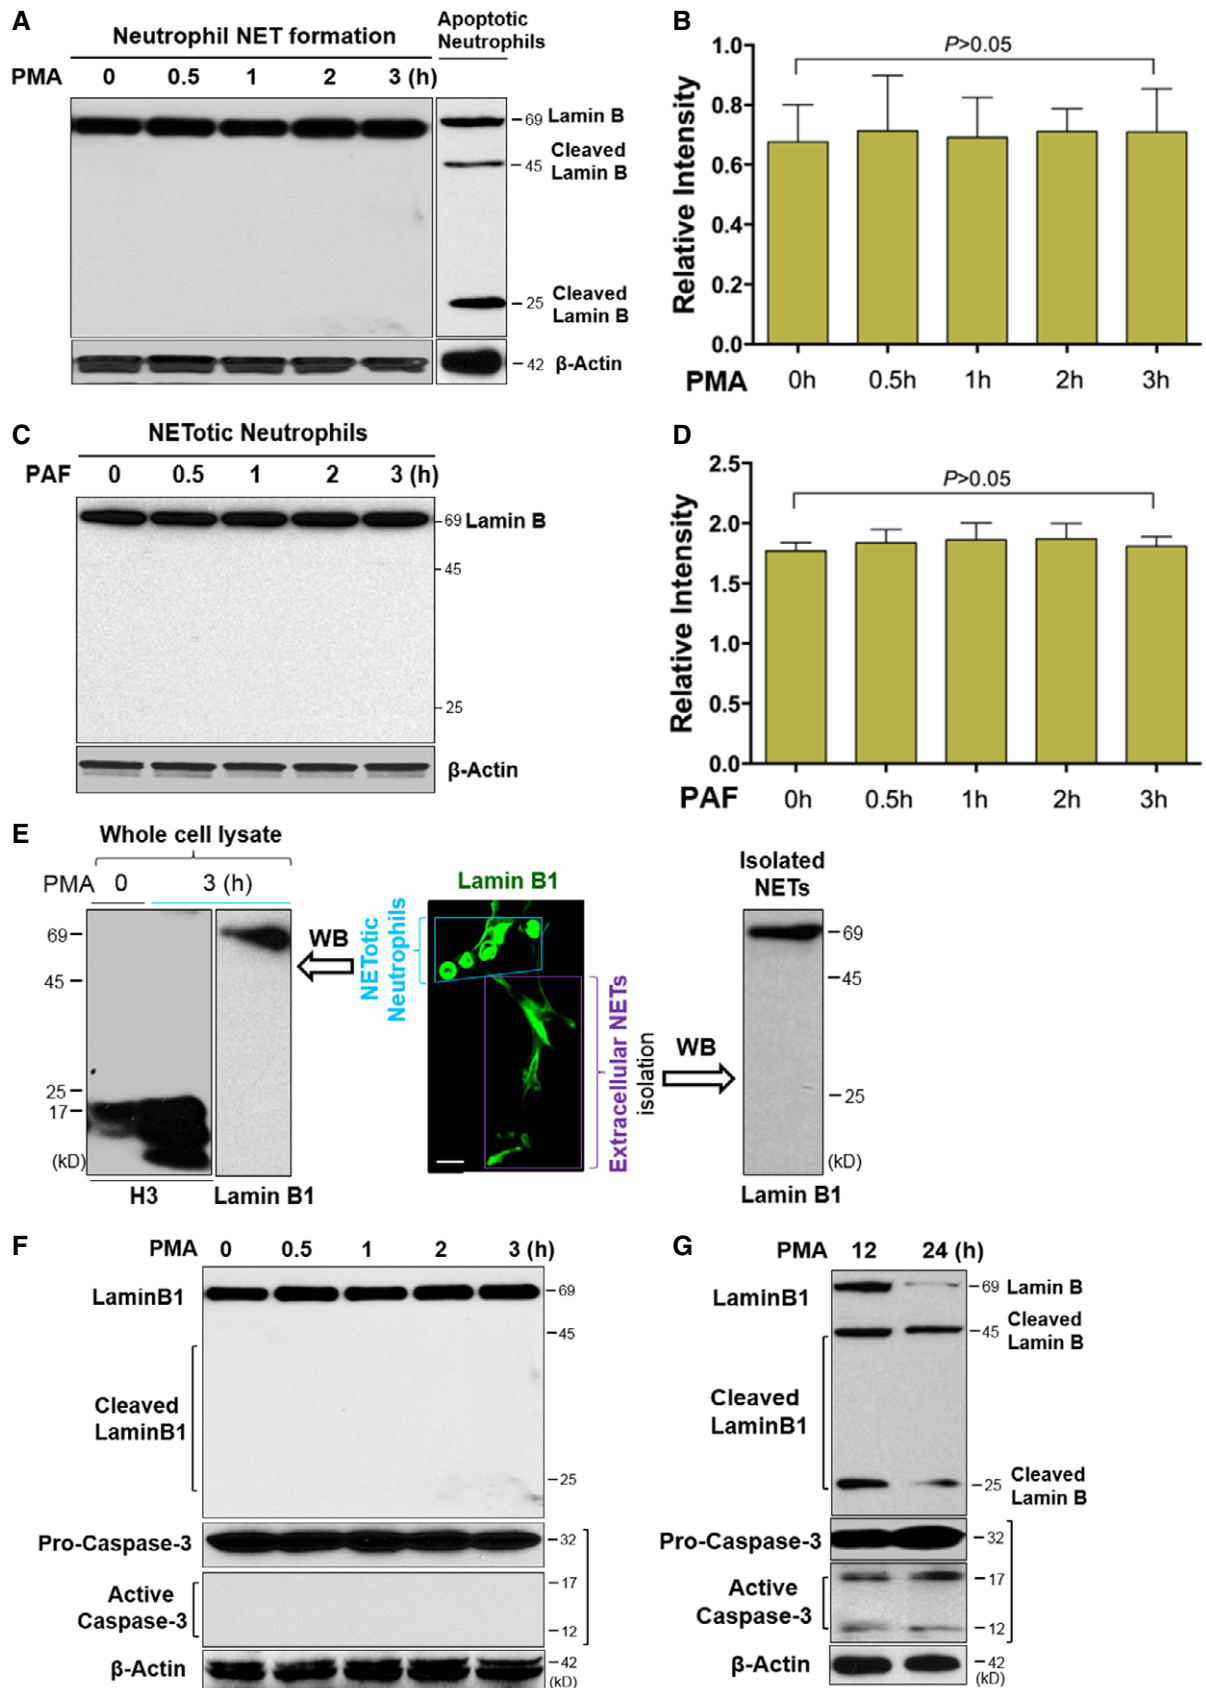 A
Neutrophil NET formation
Apoptotic
Neutrophils
PMA 0 0.5 1 2 3 (h)
69 Lamin B
Cleaved
45 Lamin B
Cleaved
25 Lamin B
42 β-Actin
B
P>0.05
Relative Intensity
1.0
0.8
0.6
0.4
0.2
0.0
PMA 0h 0.5h 1h 2h 3h
C
NETotic Neutrophils
PAF 0 0.5 1 2 3 (h)
69 Lamin B
45
25
β-Actin
D
P>0.05
Relative Intensity
2.5
2.0
1.5
1.0
0.5
0.0
PAF 0h 0.5h 1h 2h 3h
E
Whole cell lysate
PMA 0 3 (h)
69
45
25
17
(kD)
H3 Lamin B1
WB
NETotic
Neutrophils
Lamin B1
Extracellular NETs
isolation
WB
Isolated
NETs
69
45
25
(kD)
Lamin B1
F
PMA 0 0.5 1 2 3 (h)
LaminB1 69
45
Cleaved
LaminB1
25
Pro-Caspase-3 32
17
Active
Caspase-3
12
β-Actin 42
(kD)
G
PMA 12 24 (h)
LaminB1 69 Lamin B
Cleaved
45 Lamin B
Cleaved
LaminB1
Cleaved
25 Lamin B
Pro-Caspase-3 32
17
Active
Caspase-3
12
β-Actin 42
(kD)